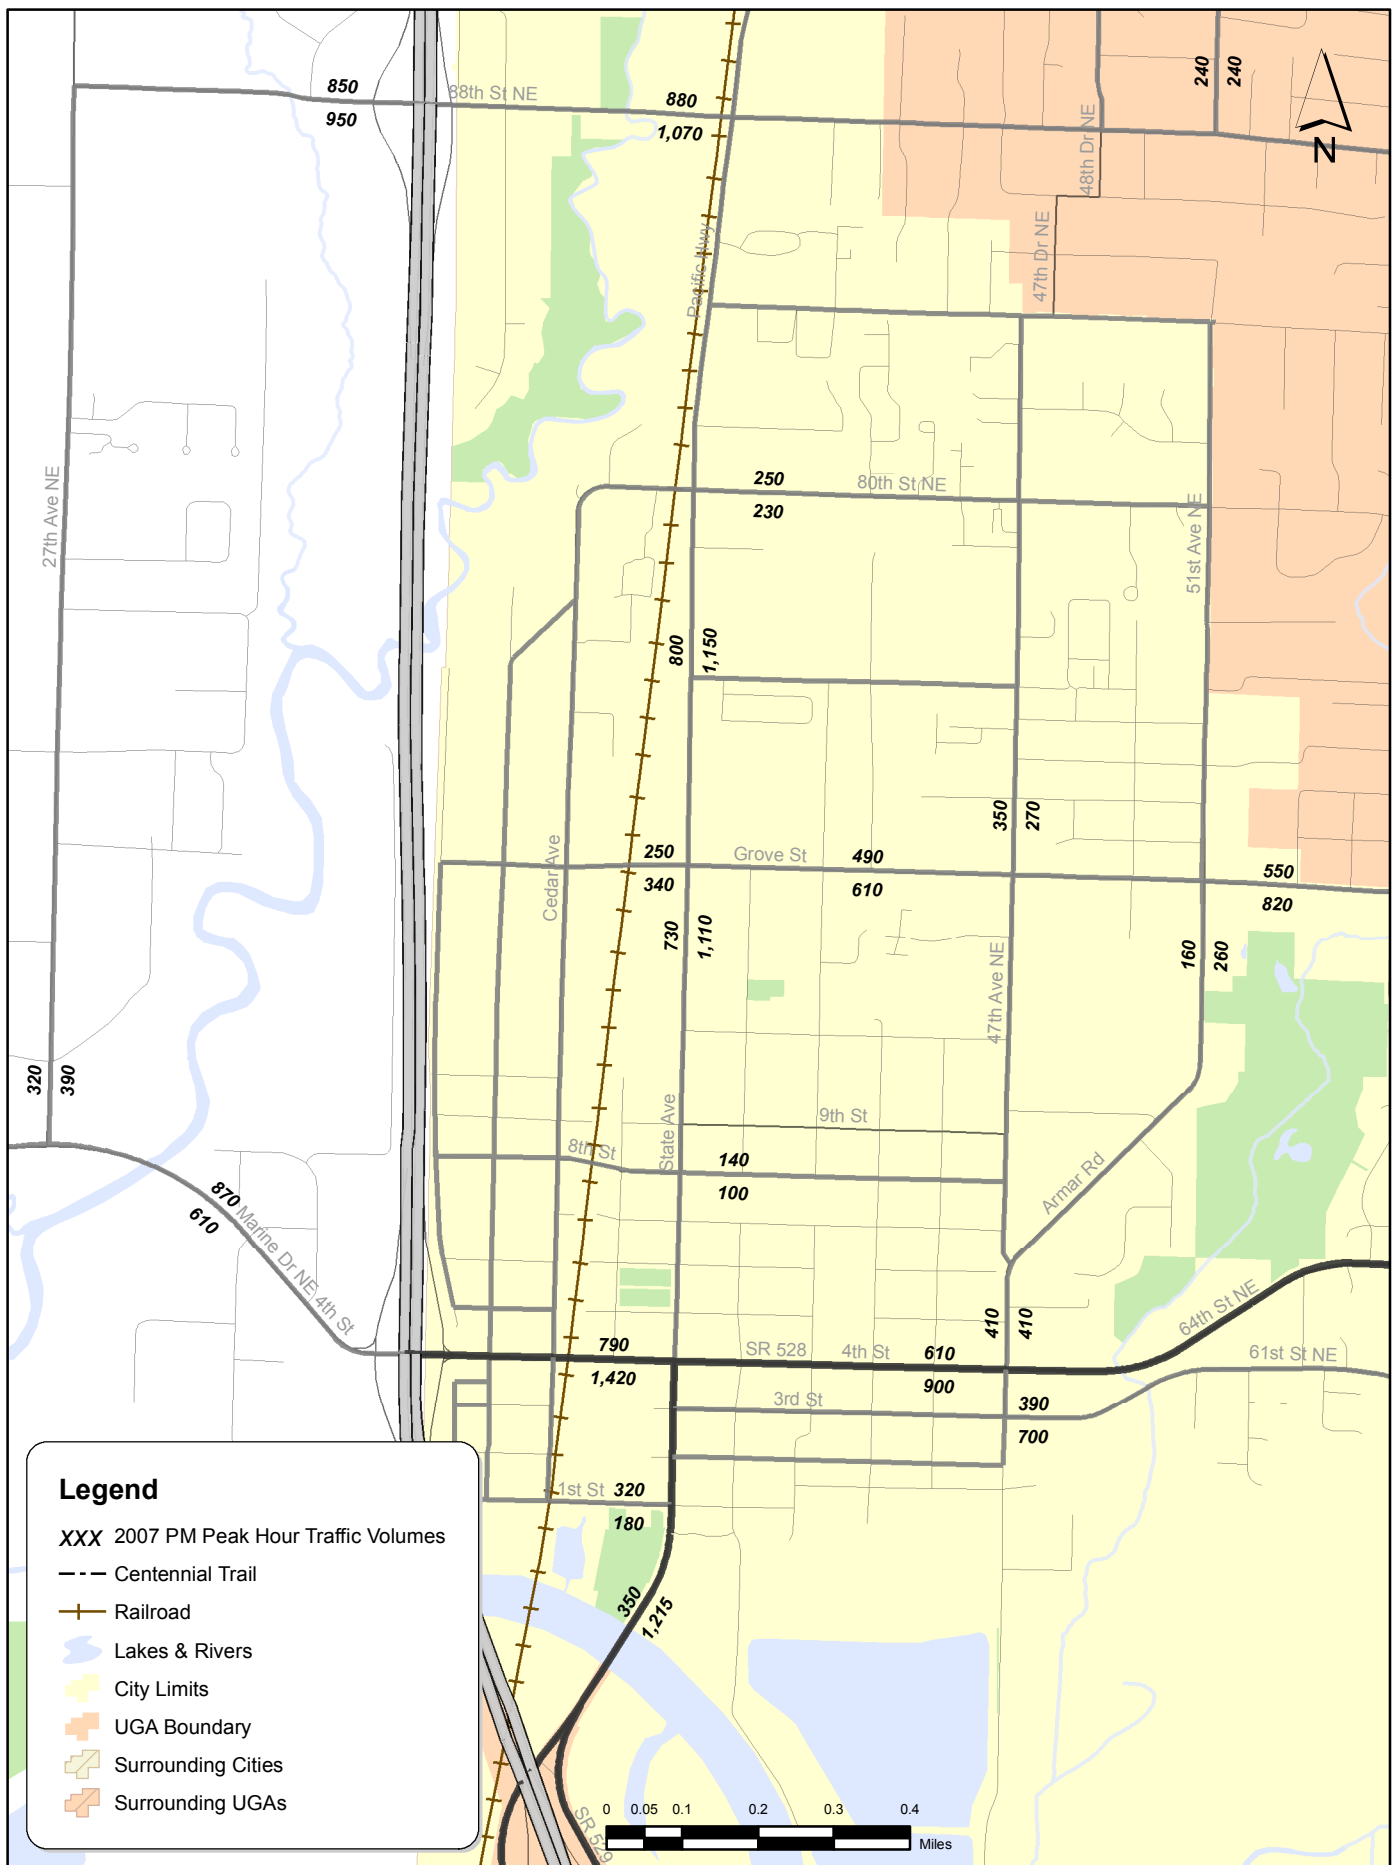 240
240
850
88th St NE
880
950
1,070
48th Dr NE
N
Pacific Hwy
47th Dr NE
27th Ave NE
250
80th St NE
230
51st Ave NE
800
1,150
350
270
Cedar Ave
250
Grove St
490
550
340
610
820
730
1,110
160
260
47th Ave NE
320
390
State Ave
9th St
8th St
140
100
Armar Rd
870
610
Marine Dr NE
4th St
410
410
64th St NE
790
SR 528
4th St
610
61st St NE
1,420
900
3rd St
390
700
1st St
320
180
350
1,215
SR 529
Legend
XXX 2007 PM Peak Hour Traffic Volumes
Centennial Trail
Railroad
Lakes & Rivers
City Limits
UGA Boundary
Surrounding Cities
Surrounding UGAs
0 0.05 0.1 0.2 0.3 0.4
Miles